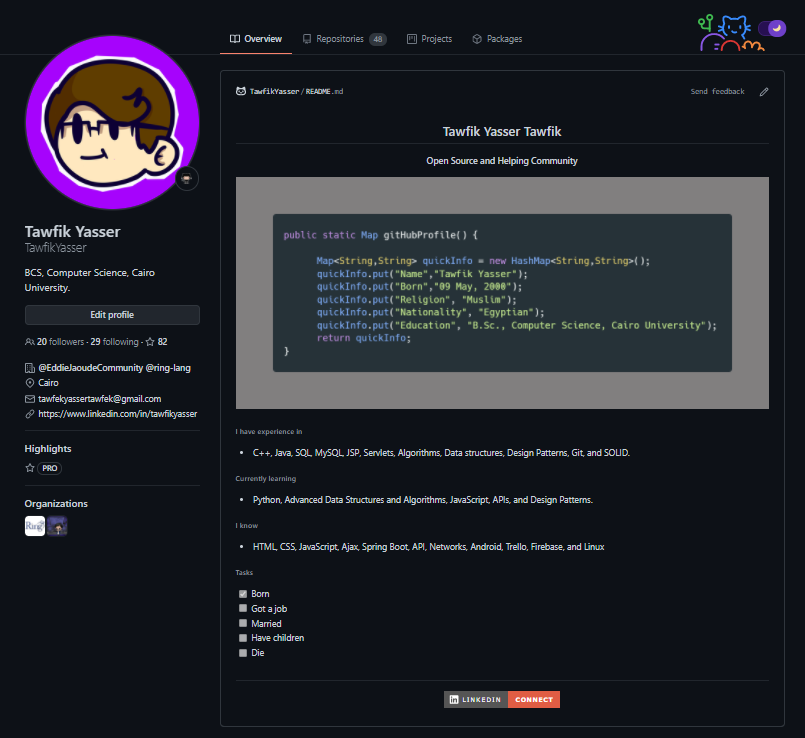 Overview
Repositories 48
Projects
Packages
TawfikYasser/README.md
Send feedback
Tawfik Yasser Tawfik
Open Source and Helping Community
public static Map gitHubProfile() {
Map<String,String> quickInfo = new HashMap<String,String>();
quickInfo.put("Name","Tawfik Yasser");
quickInfo.put("Born","09 May, 2000");
quickInfo.put("Religion", "Muslim");
quickInfo.put("Nationality", "Egyptian");
quickInfo.put("Education", "B.Sc., Computer Science, Cairo University");
return quickInfo;
}
I have experience in
C++, Java, SQL, MySQL, JSP, Servlets, Algorithms, Data structures, Design Patterns, Git, and SOLID.
Currently learning
Python, Advanced Data Structures and Algorithms, JavaScript, APIs, and Design Patterns.
I know
HTML, CSS, JavaScript, Ajax, Spring Boot, API, Networks, Android, Trello, Firebase, and Linux
Tasks
Born
Got a job
Married
Have children
Die
LINKEDIN CONNECT
Tawfik Yasser
TawfikYasser
BCS, Computer Science, Cairo
University.
Edit profile
20 followers · 29 following · 82
@EddieJaoudeCommunity @ring-lang
Cairo
tawfekyassertawfek@gmail.com
https://www.linkedin.com/in/tawfikyasser
Highlights
PRO
Organizations
Ring